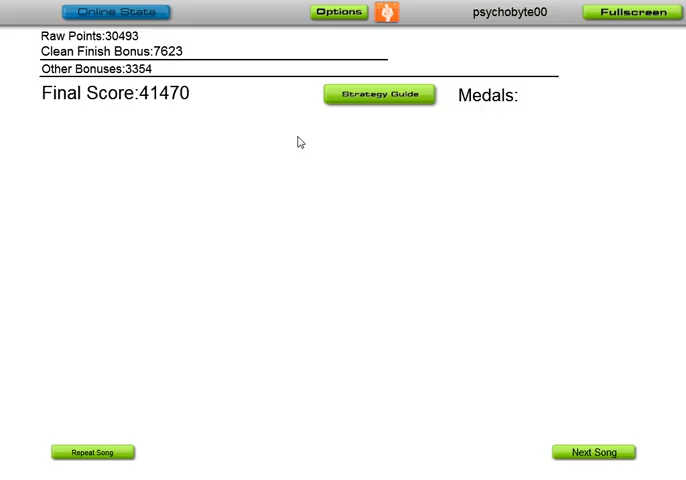 Online State Options psychobyte00 Fullscreen
Raw Points:30493
Clean Finish Bonus:7623
Other Bonuses:3354
Final Score:41470 Strategy Guide Medals:
Repeat Song Next Song